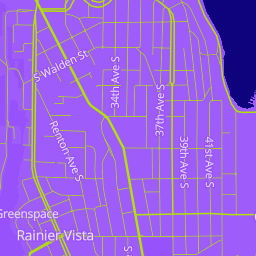 S Walden St
34th Ave S
37th Ave S
Renton Ave S
39th Ave S
41st Ave S
Greenspace
Rainier Vista